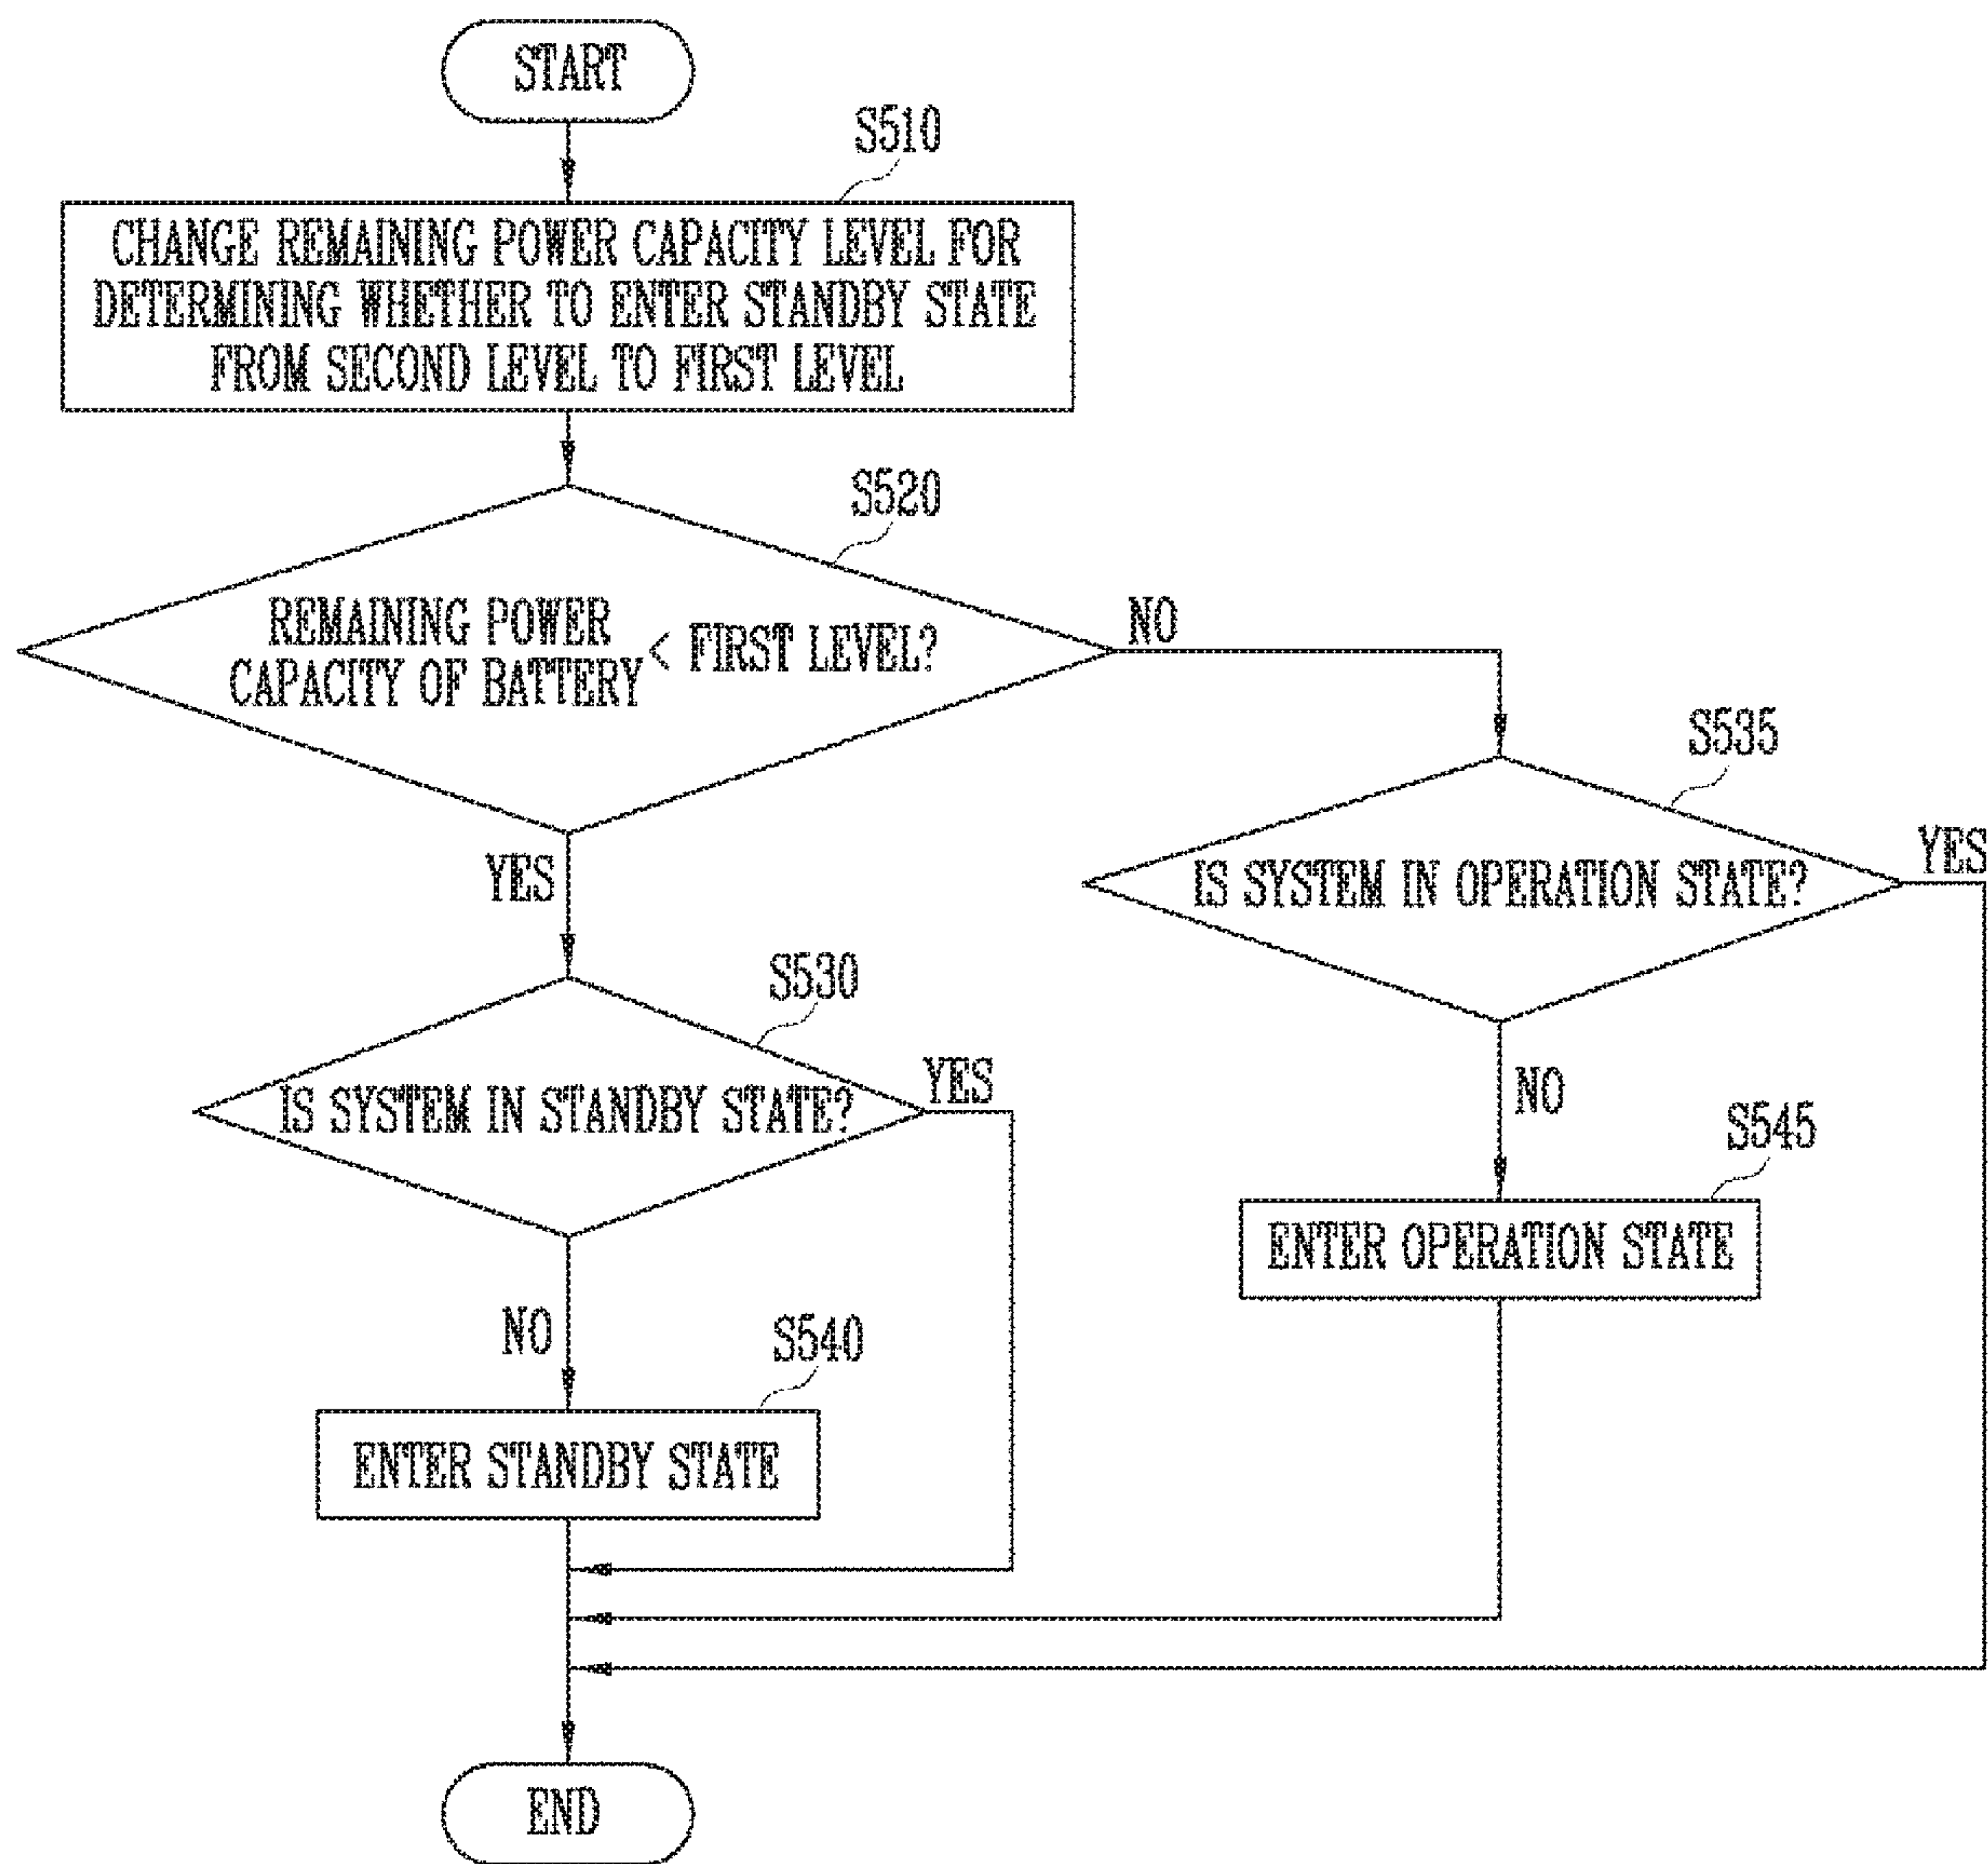 START
S510
CHANGE REMAINING POWER CAPACITY LEVEL FOR
DETERMINING WHETHER TO ENTER STANDBY STATE
FROM SECOND LEVEL TO FIRST LEVEL
S520
REMAINING POWER
CAPACITY OF BATTERY < FIRST LEVEL?
NO
YES
S535
IS SYSTEM IN OPERATION STATE?
YES
S530
IS SYSTEM IN STANDBY STATE?
YES
NO
S545
ENTER OPERATION STATE
NO
S540
ENTER STANDBY STATE
END